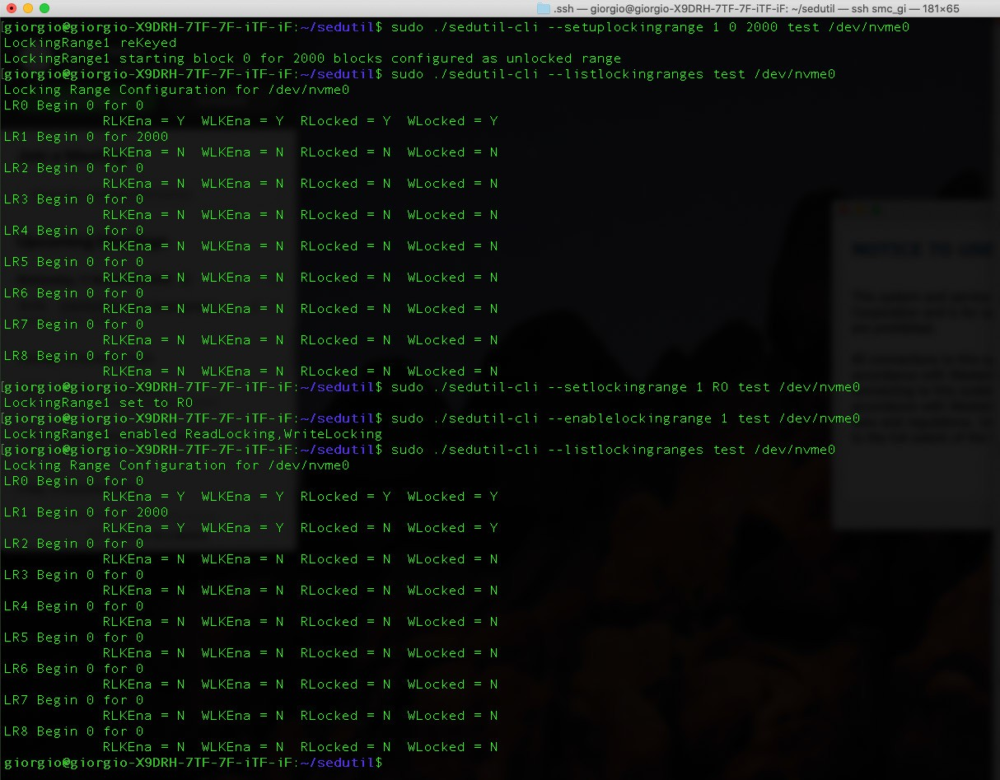 .ssh — giorgio@giorgio-X9DRH-7TF-7F-iTF-iF: ~/sedutil — ssh smc_gi — 181×65
[giorgio@giorgio-X9DRH-7TF-7F-iTF-iF:~/sedutil$ sudo ./sedutil-cli --setuplockingrange 1 0 2000 test /dev/nvme0
LockingRange1 reKeyed
LockingRange1 starting block 0 for 2000 blocks configured as unlocked range
[giorgio@giorgio-X9DRH-7TF-7F-iTF-iF:~/sedutil$ sudo ./sedutil-cli --listlockingranges test /dev/nvme0
Locking Range Configuration for /dev/nvme0
LR0 Begin 0 for 0
RLKEna = Y  WLKEna = Y  RLocked = Y  WLocked = Y
LR1 Begin 0 for 2000
RLKEna = N  WLKEna = N  RLocked = N  WLocked = N
LR2 Begin 0 for 0
RLKEna = N  WLKEna = N  RLocked = N  WLocked = N
LR3 Begin 0 for 0
RLKEna = N  WLKEna = N  RLocked = N  WLocked = N
LR4 Begin 0 for 0
RLKEna = N  WLKEna = N  RLocked = N  WLocked = N
LR5 Begin 0 for 0
RLKEna = N  WLKEna = N  RLocked = N  WLocked = N
LR6 Begin 0 for 0
RLKEna = N  WLKEna = N  RLocked = N  WLocked = N
LR7 Begin 0 for 0
RLKEna = N  WLKEna = N  RLocked = N  WLocked = N
LR8 Begin 0 for 0
RLKEna = N  WLKEna = N  RLocked = N  WLocked = N
[giorgio@giorgio-X9DRH-7TF-7F-iTF-iF:~/sedutil$ sudo ./sedutil-cli --setlockingrange 1 RO test /dev/nvme0
LockingRange1 set to RO
[giorgio@giorgio-X9DRH-7TF-7F-iTF-iF:~/sedutil$ sudo ./sedutil-cli --enablelockingrange 1 test /dev/nvme0
LockingRange1 enabled ReadLocking,WriteLocking
[giorgio@giorgio-X9DRH-7TF-7F-iTF-iF:~/sedutil$ sudo ./sedutil-cli --listlockingranges test /dev/nvme0
Locking Range Configuration for /dev/nvme0
LR0 Begin 0 for 0
RLKEna = Y  WLKEna = Y  RLocked = Y  WLocked = Y
LR1 Begin 0 for 2000
RLKEna = Y  WLKEna = Y  RLocked = N  WLocked = Y
LR2 Begin 0 for 0
RLKEna = N  WLKEna = N  RLocked = N  WLocked = N
LR3 Begin 0 for 0
RLKEna = N  WLKEna = N  RLocked = N  WLocked = N
LR4 Begin 0 for 0
RLKEna = N  WLKEna = N  RLocked = N  WLocked = N
LR5 Begin 0 for 0
RLKEna = N  WLKEna = N  RLocked = N  WLocked = N
LR6 Begin 0 for 0
RLKEna = N  WLKEna = N  RLocked = N  WLocked = N
LR7 Begin 0 for 0
RLKEna = N  WLKEna = N  RLocked = N  WLocked = N
LR8 Begin 0 for 0
RLKEna = N  WLKEna = N  RLocked = N  WLocked = N
giorgio@giorgio-X9DRH-7TF-7F-iTF-iF:~/sedutil$